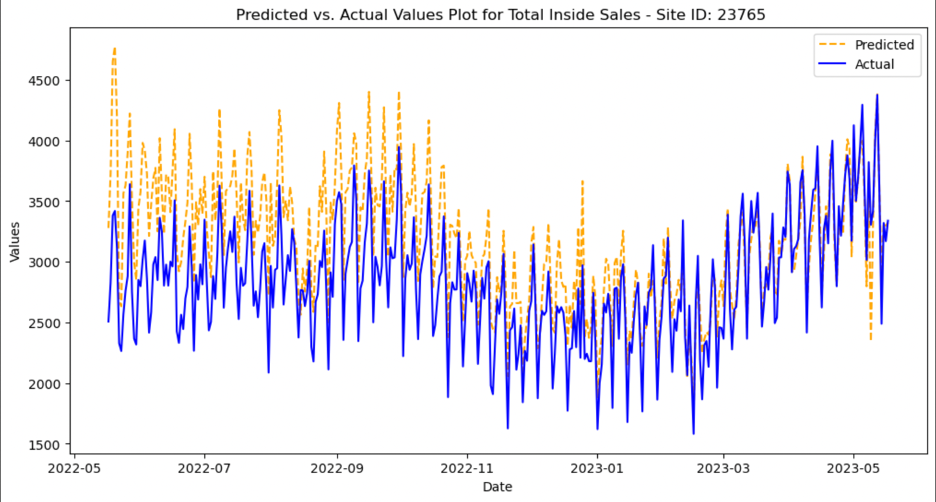 Predicted vs. Actual Values Plot for Total Inside Sales - Site ID: 23765
Predicted
Actual
4500
4000
3500
3000
2500
2000
1500
Values
2022-05 2022-07 2022-09 2022-11 2023-01 2023-03 2023-05
Date